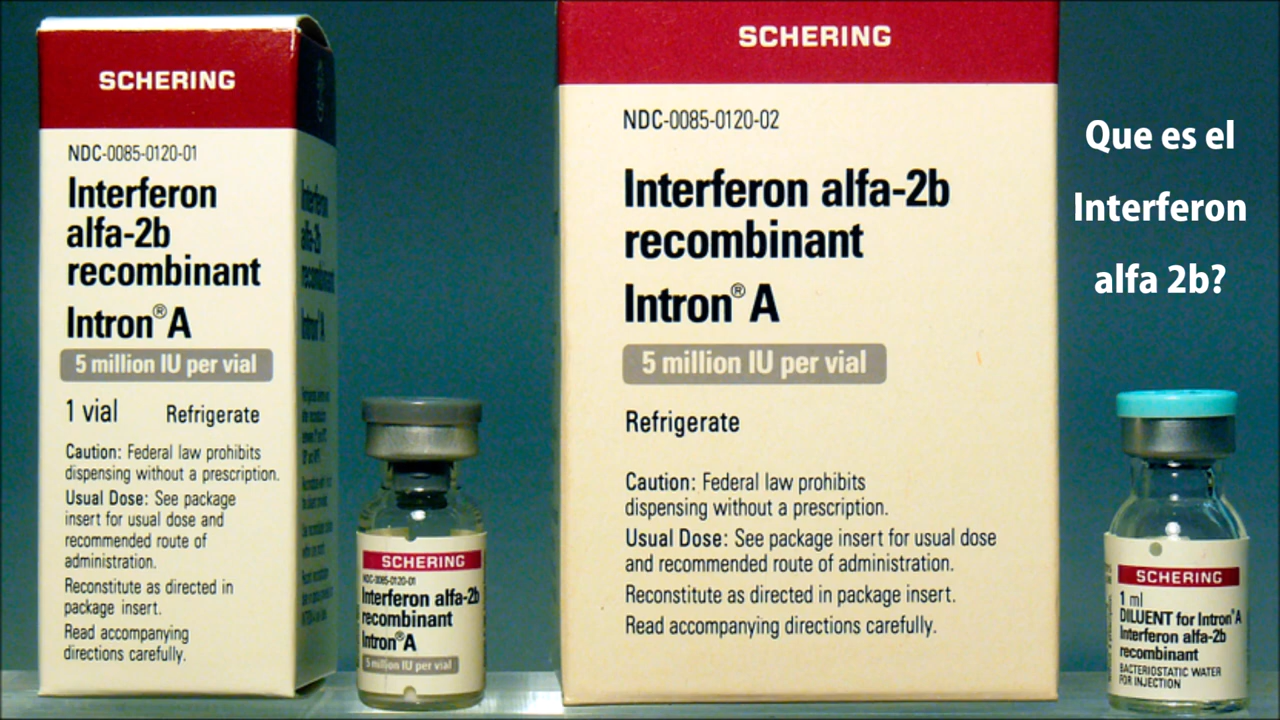 SCHERING
NDC-0085-0120-01
Interferon
alfa-2b
recombinant
Intron® A
5 million IU per vial
1 vial Refrigerate
Caution: Federal law prohibits
dispensing without a prescription.
Usual Dose: See package
insert for usual dose and
recommended route of
administration.
Reconstitute as directed in
package insert.
Read accompanying
directions carefully.
SCHERING
NDC-0085-0120-01
Interferon alfa-2b
recombinant
Intron® A
5 million IU per vial
SCHERING
NDC-0085-0120-02
Interferon alfa-2b
recombinant
Intron® A
5 million IU per vial
Refrigerate
Caution: Federal law prohibits
dispensing without a prescription.
Usual Dose: See package insert for usual dose
and recommended route of administration.
Reconstitute as directed in package insert.
Read accompanying directions carefully.
Que es el
Interferon
alfa 2b?
SCHERING
1 ml
DILUENT for Intron® A
Interferon alfa-2b
recombinant
BACTERIOSTATIC WATER
FOR INJECTION